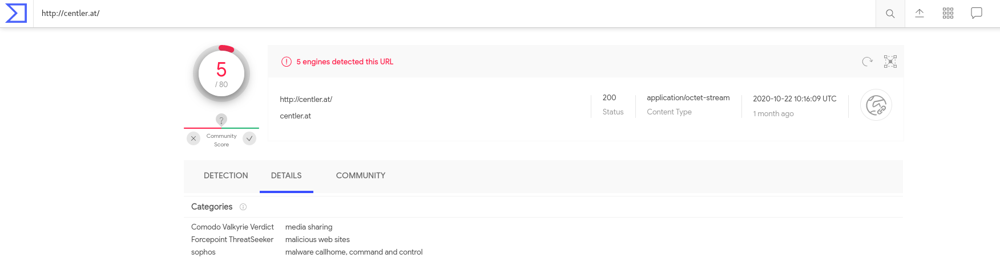 http://centler.at/
5
/ 80
? 
Community
Score
5 engines detected this URL
http://centler.at/
centler.at
200
Status
application/octet-stream
Content Type
2020-10-22 10:16:09 UTC
1 month ago
DETECTION DETAILS COMMUNITY
Categories
Comodo Valkyrie Verdict media sharing
Forcepoint ThreatSeeker malicious web sites
sophos malware callhome, command and control